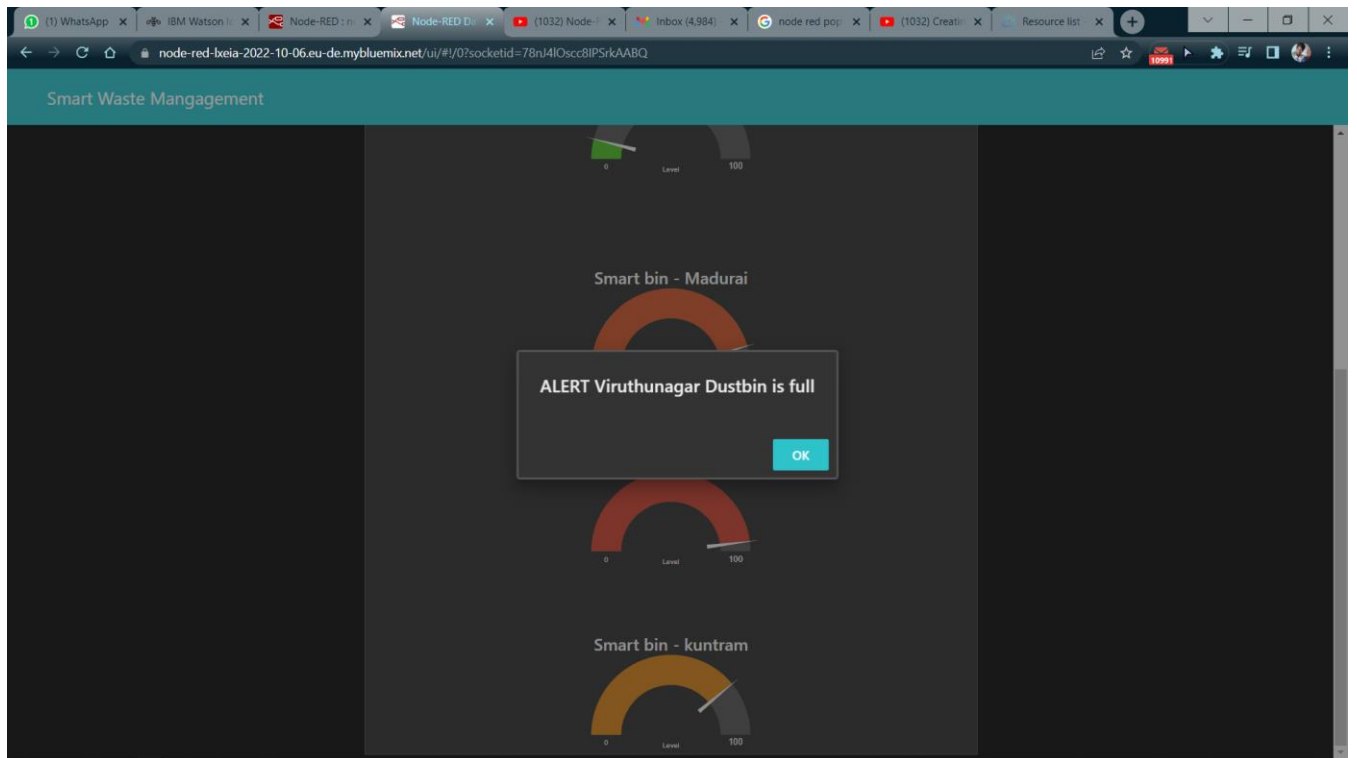 (1) WhatsApp
IBM Watson I
Node-RED : n
Node-RED Da
(1032) Node-
Inbox (4,984)
node red pop
(1032) Creatin
Resource list
node-red-lxeia-2022-10-06.eu-de.mybluemix.net/ui/#!/0?socketid=78nJ4lOscc8IPSrkAABQ
10991
Smart Waste Mangagement
0 Level 100
Smart bin - Madurai
ALERT Viruthunagar Dustbin is full
OK
0 Level 100
Smart bin - kuntram
0 Level 100